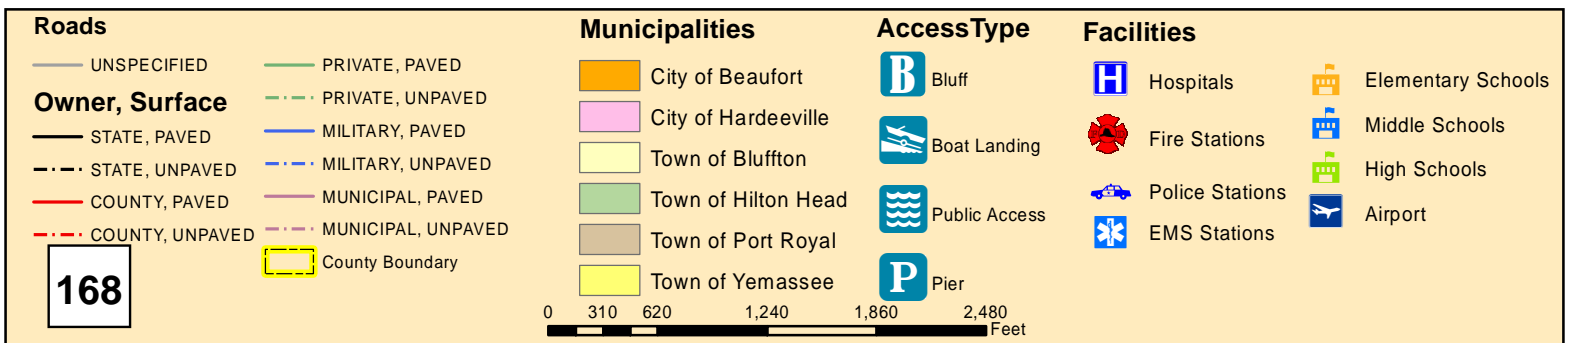 Roads
UNSPECIFIED
Owner, Surface
STATE, PAVED
STATE, UNPAVED
COUNTY, PAVED
COUNTY, UNPAVED
168
PRIVATE, PAVED
PRIVATE, UNPAVED
MILITARY, PAVED
MILITARY, UNPAVED
MUNICIPAL, PAVED
MUNICIPAL, UNPAVED
County Boundary
Municipalities
City of Beaufort
City of Hardeeville
Town of Bluffton
Town of Hilton Head
Town of Port Royal
Town of Yemassee
0 310 620 1,240 1,860 2,480
Feet
AccessType
B Bluff
Boat Landing
Public Access
P Pier
Facilities
H Hospitals
Fire Stations
Police Stations
EMS Stations
Elementary Schools
Middle Schools
High Schools
Airport